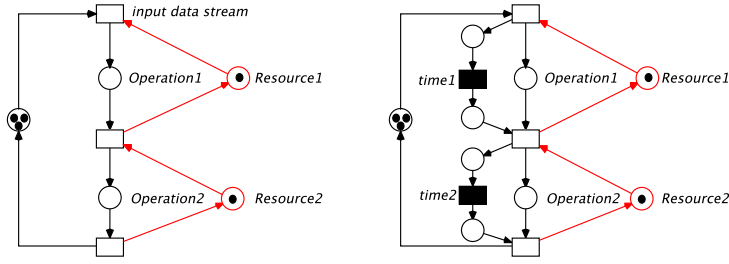 input data stream
Operation1
Resource1
Operation2
Resource2
time1
Operation1
Resource1
time2
Operation2
Resource2